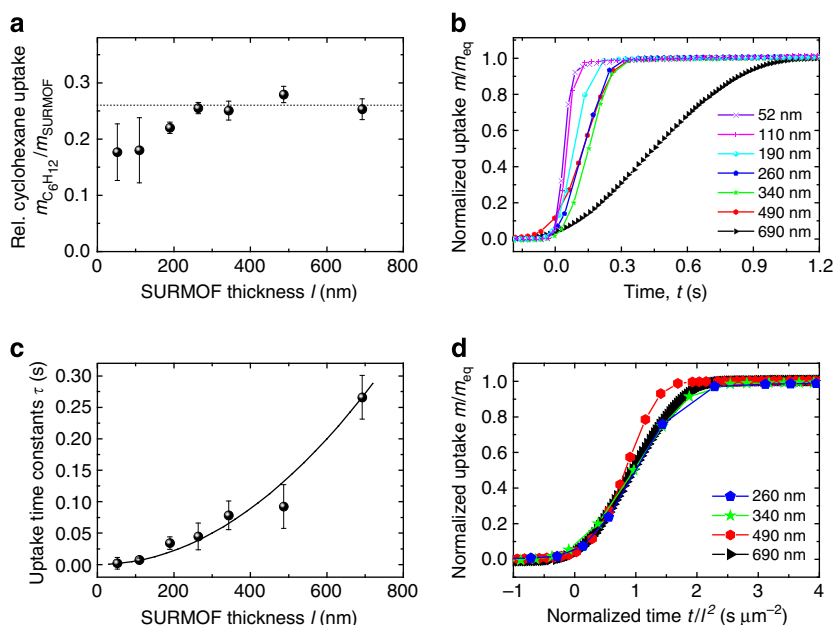 a
Rel. cyclohexane uptake
m_C6H12/m_SURMOF
0.4
0.3
0.2
0.1
0.0
0 200 400 600 800
SURMOF thickness l (nm)
b
Normalized uptake m/m_eq
1.0
0.8
0.6
0.4
0.2
0.0
52 nm
110 nm
190 nm
260 nm
340 nm
490 nm
690 nm
0.0 0.3 0.6 0.9 1.2
Time, t (s)
c
Uptake time constants τ (s)
0.30
0.25
0.20
0.15
0.10
0.05
0.00
0 200 400 600 800
SURMOF thickness l (nm)
d
Normalized uptake m/m_eq
1.0
0.8
0.6
0.4
0.2
0.0
260 nm
340 nm
490 nm
690 nm
–1 0 1 2 3 4
Normalized time t/l² (s μm⁻²)